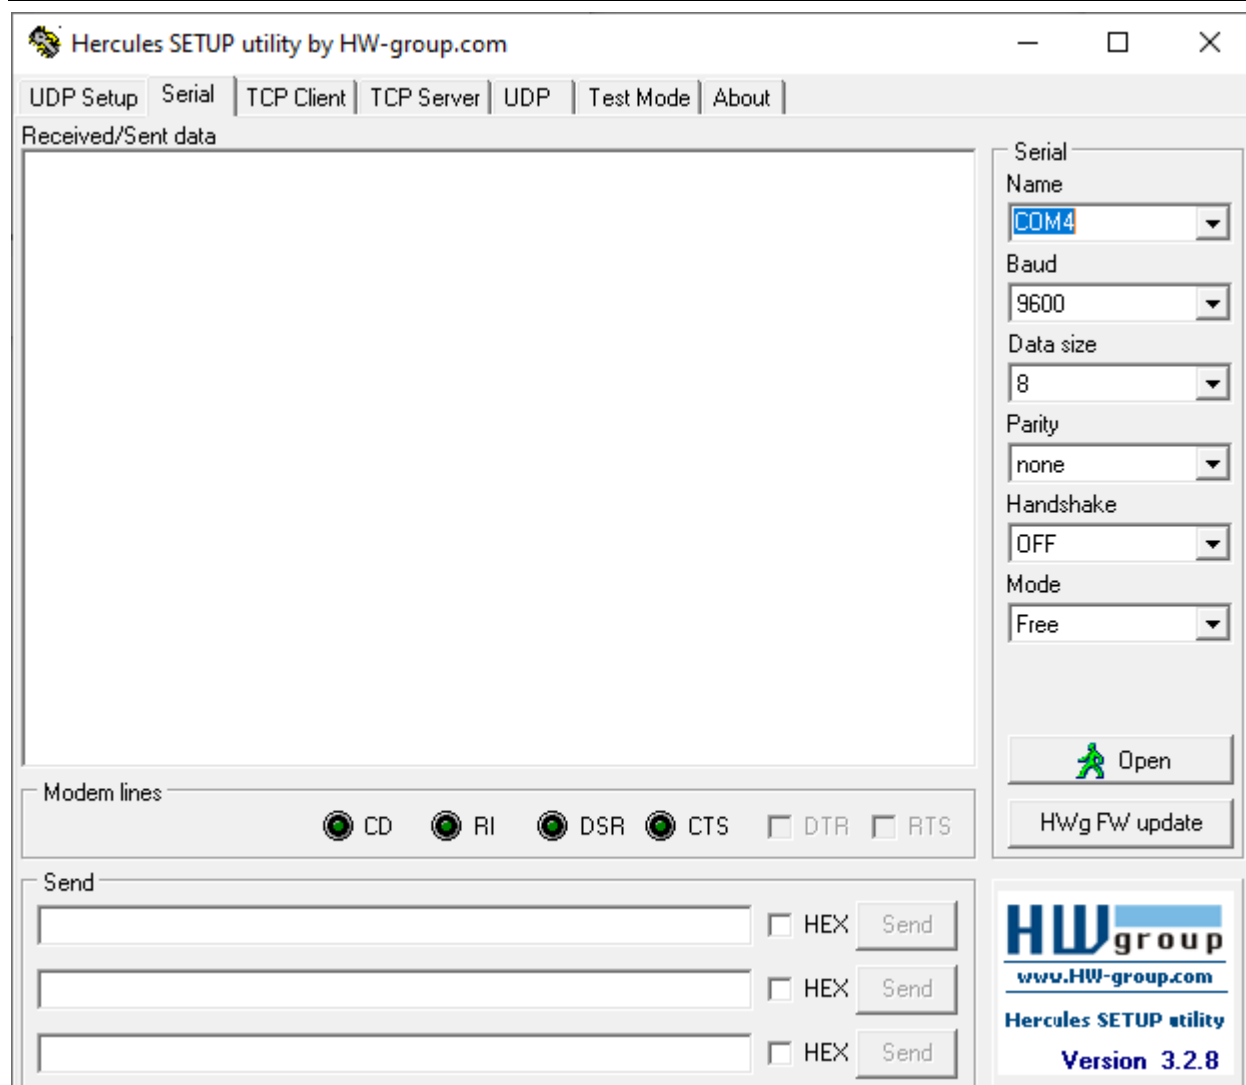 Hercules SETUP utility by HW-group.com
UDP Setup Serial TCP Client TCP Server UDP Test Mode About
Received/Sent data
Serial
Name
COM4
Baud
9600
Data size
8
Parity
none
Handshake
OFF
Mode
Free
Open
HWg FW update
Modem lines
CD RI DSR CTS DTR RTS
Send
HEX Send
HEX Send
HEX Send
HW group
www.HW-group.com
Hercules SETUP utility
Version 3.2.8